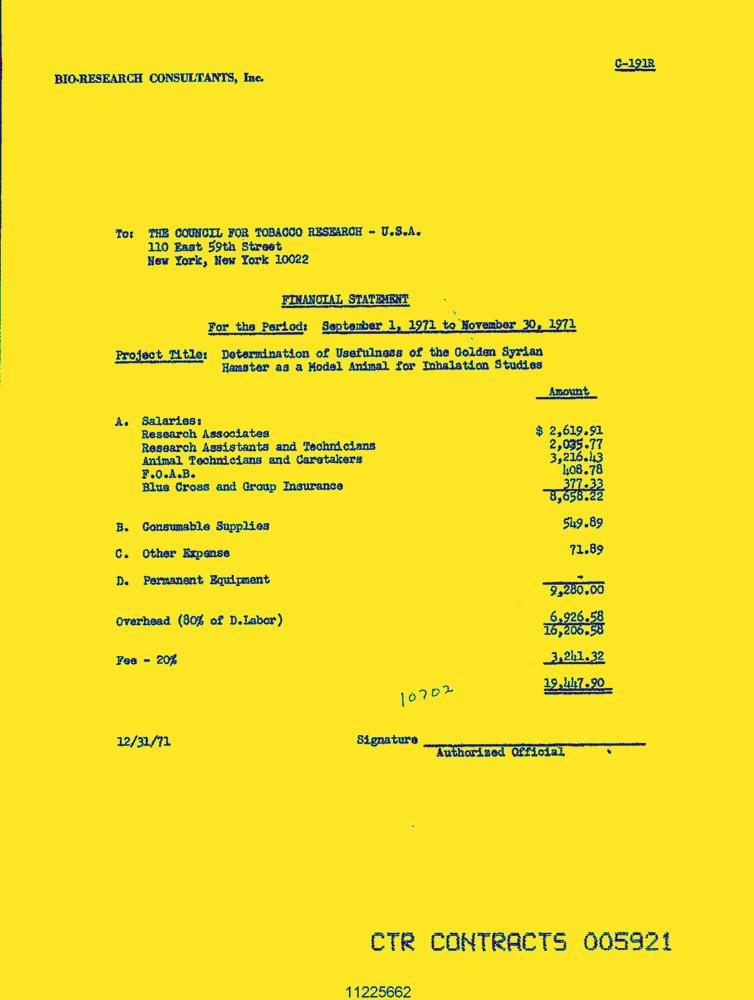 C-191R
BIO-RESEARCH CONSULTANTS, Inc.
To: THE COUNCIL FOR TOBACCO RESEARCH - U.S.A.
110 East 59th Street
New York, New York 10022
FINANCIAL STATEMENT
For the Period: September 1, 1971 to November 30, 1971
Project Title: Determination of Usefulness of the Golden Syrian
Hamster as a Model Animal for Inhalation Studies
Amount
A. Salaries:
Research Associates $ 2,619.91
Research Assistants and Technicians 2,035.77
Animal Technicians and Caretakers 3,216.43
F.O.A.B. 408.78
Blue Cross and Group Insurance 377.33
8,658.22
B. Consumable Supplies 549.89
C. Other Expense 71.89
D. Permanent Equipment -
9,280.00
Overhead (80% of D.Labor) 6,926.58
16,206.58
Fee - 20% 3,241.32
19,447.90
10702
12/31/71 Signature
Authorized Official
CTR CONTRACTS 005921
11225662